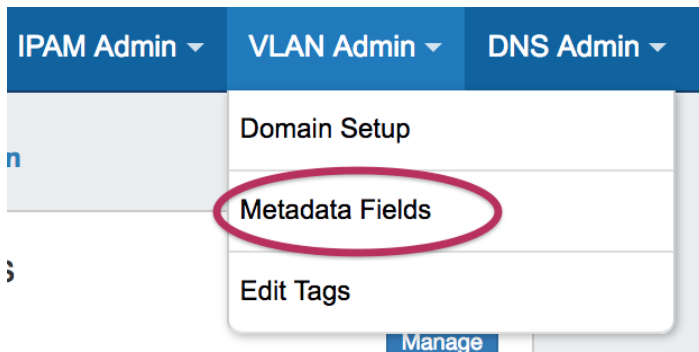 IPAM Admin VLAN Admin DNS Admin
Domain Setup
n
Metadata Fields
s
Edit Tags
Manage